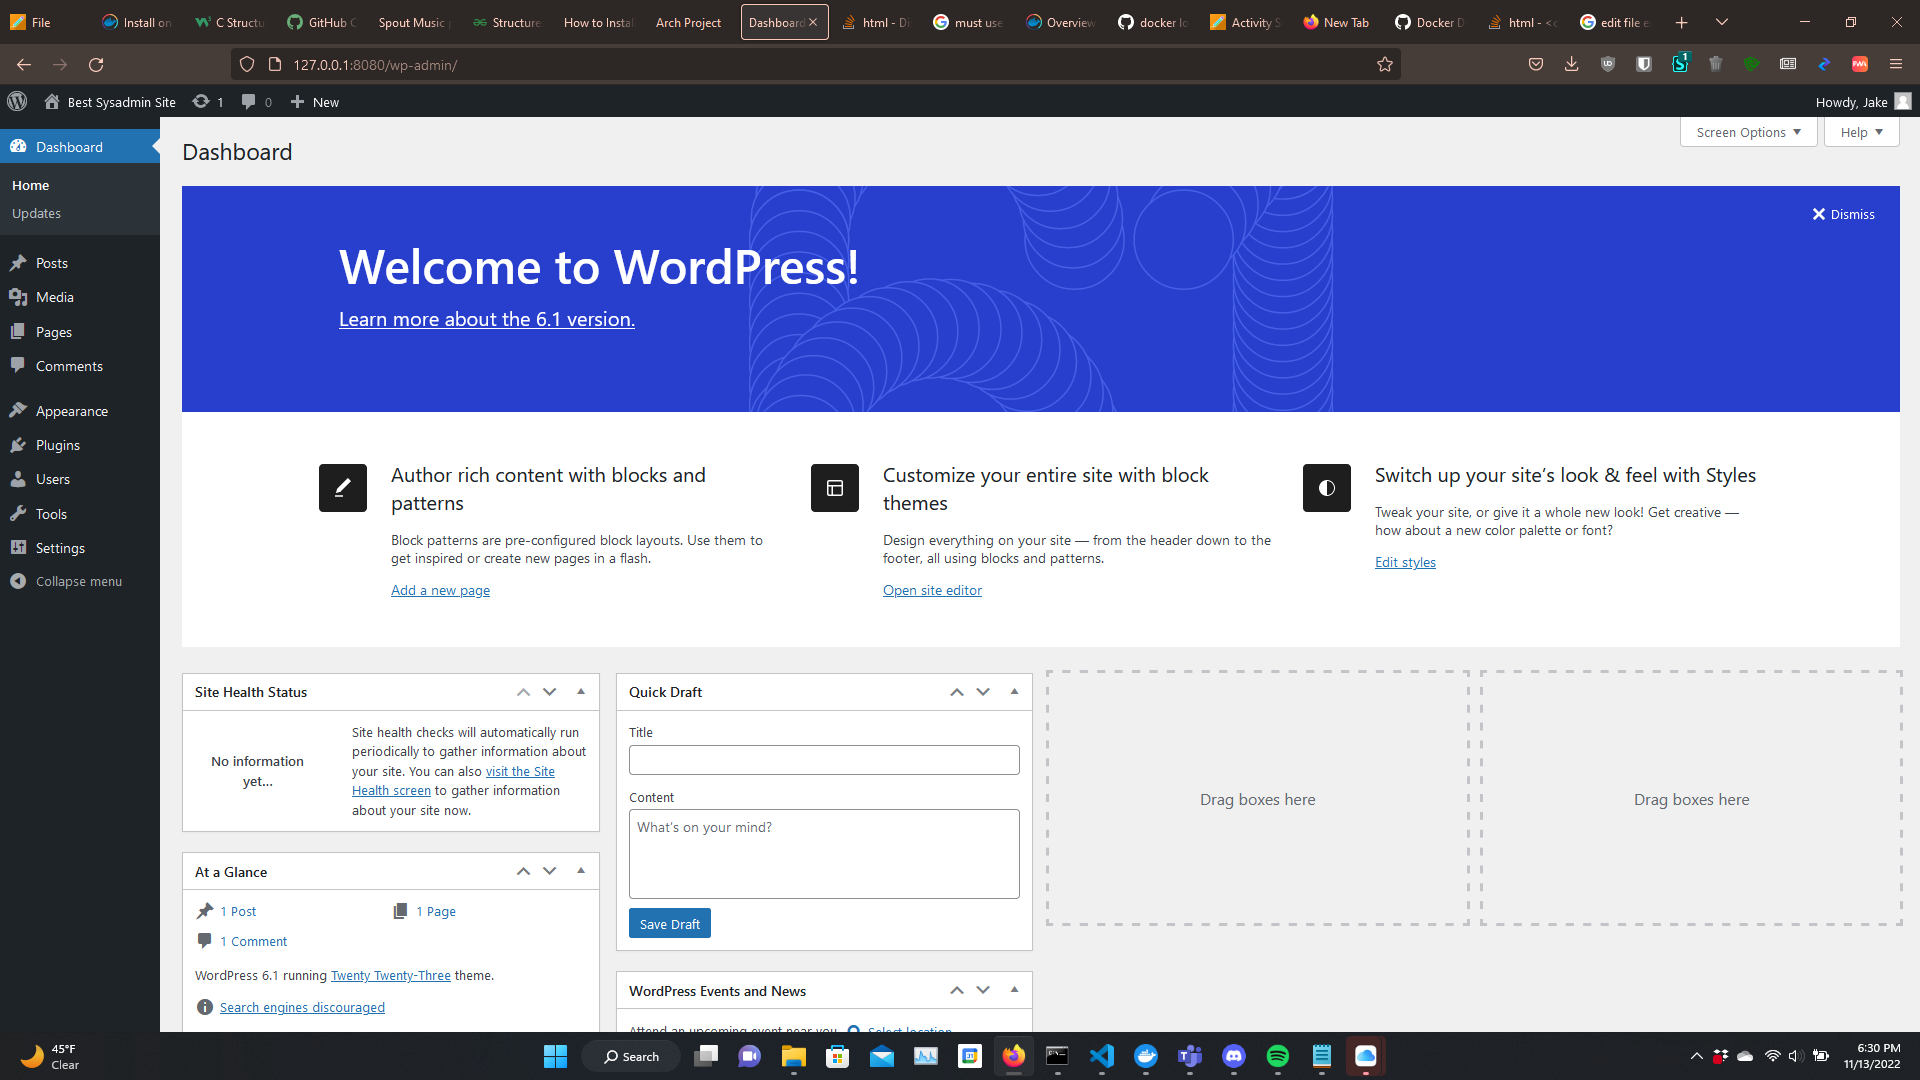 File
Install on
C Structu
GitHub C
Spout Music
Structure
How to Instal
Arch Project
Dashboard
html - Di
must use
Overview
docker lo
Activity S
New Tab
Docker D
html - <c
edit file e
127.0.0.1:8080/wp-admin/
Best Sysadmin Site
1
0
New
Howdy, Jake
Dashboard
Home
Updates
Posts
Media
Pages
Comments
Appearance
Plugins
Users
Tools
Settings
Collapse menu
Screen Options
Help
Dashboard
Dismiss
Welcome to WordPress!
Learn more about the 6.1 version.
Author rich content with blocks and
patterns
Block patterns are pre-configured block layouts. Use them to
get inspired or create new pages in a flash.
Add a new page
Customize your entire site with block
themes
Design everything on your site — from the header down to the
footer, all using blocks and patterns.
Open site editor
Switch up your site’s look & feel with Styles
Tweak your site, or give it a whole new look! Get creative —
how about a new color palette or font?
Edit styles
Site Health Status
No information
yet...
Site health checks will automatically run
periodically to gather information about
your site. You can also visit the Site
Health screen to gather information
about your site now.
At a Glance
1 Post
1 Page
1 Comment
WordPress 6.1 running Twenty Twenty-Three theme.
Search engines discouraged
Quick Draft
Title
Content
What’s on your mind?
Save Draft
WordPress Events and News
Attend an upcoming event near you.
Select location
Drag boxes here
Drag boxes here
45°F
Clear
Search
6:30 PM
11/13/2022